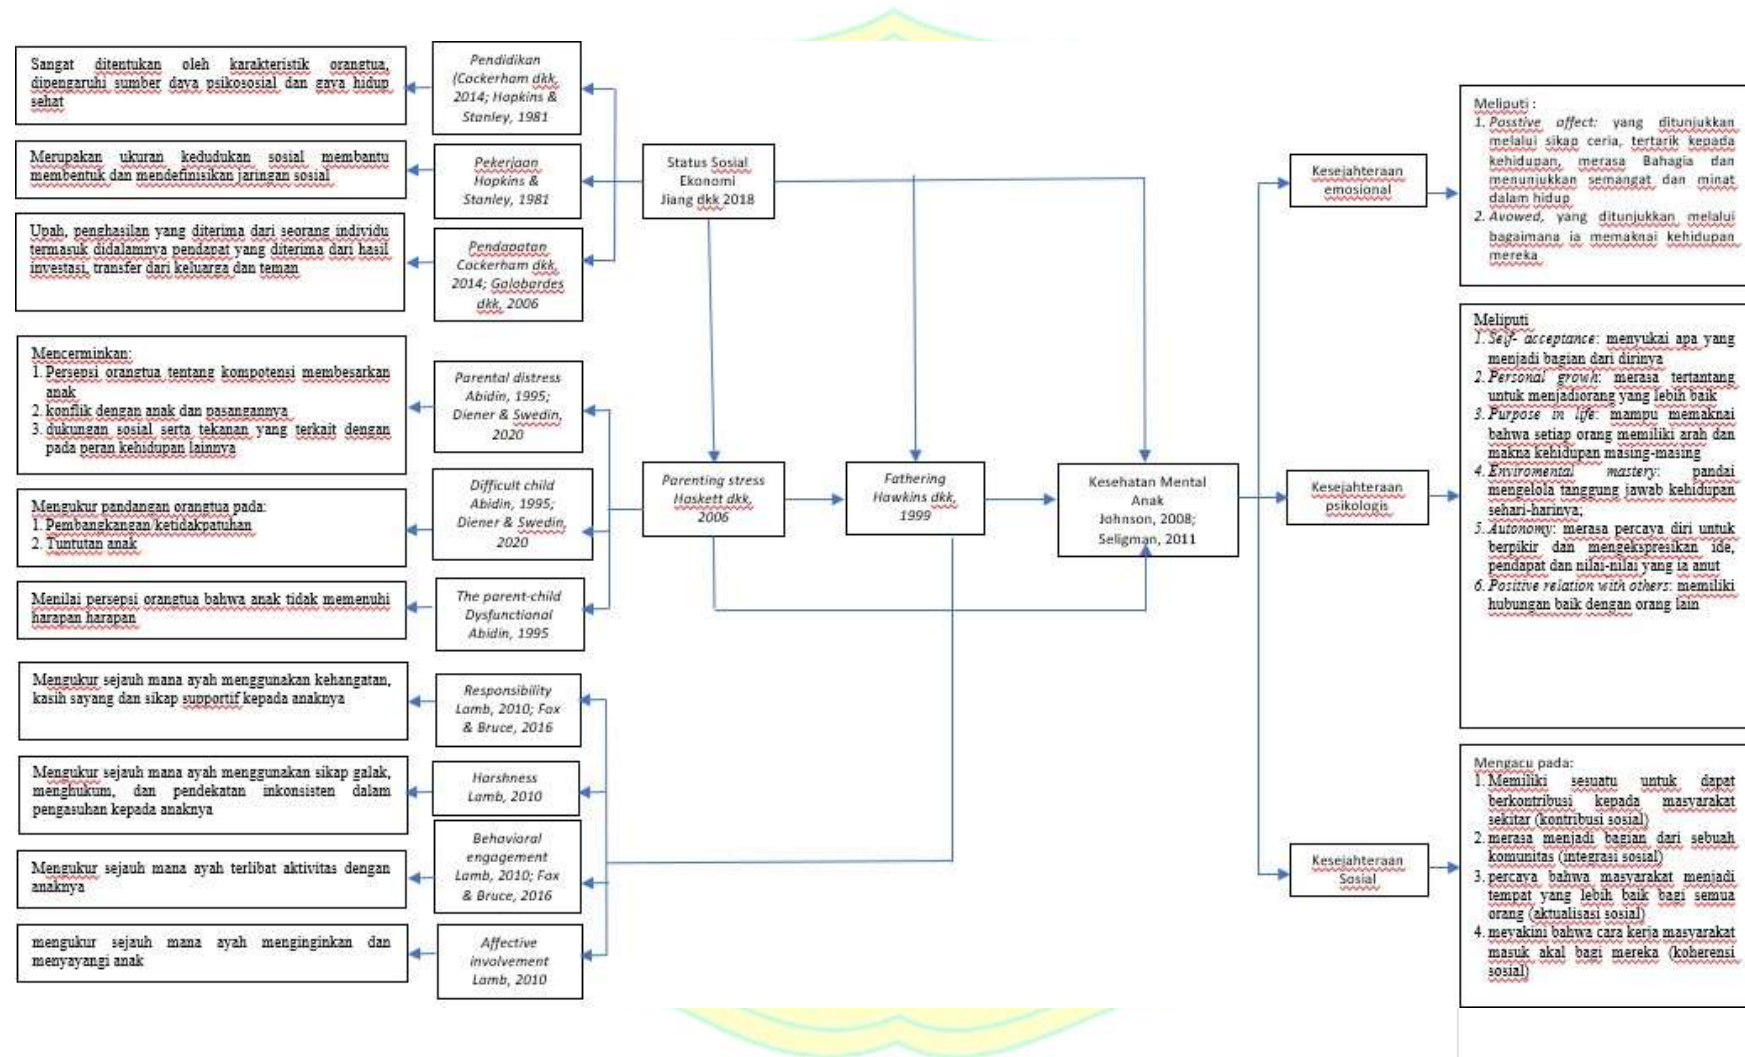 Sangat ditentukan oleh karakteristik orangtua,
dipengaruhi sumber daya psikososial dan gaya hidup
sehat
Pendidikan
(Cockerham dkk,
2014; Hopkins &
Stanley, 1981
Merupakan ukuran kedudukan sosial membantu
membentuk dan mendefinisikan jaringan sosial
Pekerjaan
Hopkins &
Stanley, 1981
Upah, penghasilan yang diterima dari seorang individu
termasuk didalamnya pendapat yang diterima dari hasil
investasi, transfer dari keluarga dan teman
Pendapatan
Cockerham dkk,
2014; Galobardes
dkk, 2006
Status Sosial
Ekonomi
Jiang dkk 2018
Mencerminkan:
1. Persepsi orangtua tentang kompotensi membesarkan
anak
2. konflik dengan anak dan pasangannya
3. dukungan sosial serta tekanan yang terkait dengan
pada peran kehidupan lainnya
Parental distress
Abidin, 1995;
Diener & Swedin,
2020
Mengukur pandangan orangtua pada:
1. Pembangkangan/ketidakpatuhan
2. Tuntutan anak
Difficult child
Abidin, 1995;
Diener & Swedin,
2020
Menilai persepsi orangtua bahwa anak tidak memenuhi
harapan harapan
The parent-child
Dysfunctional
Abidin, 1995
Parenting stress
Haskett dkk,
2006
Fathering
Hawkins dkk,
1999
Kesehatan Mental
Anak
Johnson, 2008;
Seligman, 2011
Mengukur sejauh mana ayah menggunakan kehangatan,
kasih sayang dan sikap supportif kepada anaknya
Responsibility
Lamb, 2010; Fox
& Bruce, 2016
Mengukur sejauh mana ayah menggunakan sikap galak,
menghukum, dan pendekatan inkonsisten dalam
pengasuhan kepada anaknya
Harshness
Lamb, 2010
Mengukur sejauh mana ayah terlibat aktivitas dengan
anaknya
Behavioral
engagement
Lamb, 2010; Fox
& Bruce, 2016
mengukur sejauh mana ayah menginginkan dan
menyayangi anak
Affective
involvement
Lamb, 2010
Kesejahteraan
emosional
Meliputi :
1. Posstive affect: yang ditunjukkan
melalui sikap ceria, tertarik kepada
kehidupan, merasa Bahagia dan
menunjukkan semangat dan minat
dalam hidup
2. Avowed, yang ditunjukkan melalui
bagaimana ia memaknai kehidupan
mereka
Kesejahteraan
psikologis
Meliputi
1. Self- acceptance: menyukai apa yang
menjadi bagian dari dirinya
2. Personal growth: merasa tertantang
untuk menjadiorang yang lebih baik
3. Purpose in life: mampu memaknai
bahwa setiap orang memiliki arah dan
makna kehidupan masing-masing
4. Enviromental mastery: pandai
mengelola tanggung jawab kehidupan
sehari-harinya;
5. Autonomy: merasa percaya diri untuk
berpikir dan mengekspresikan ide,
pendapat dan nilai-nilai yang ia anut
6. Positive relation with others: memiliki
hubungan baik dengan orang lain
Kesejahteraan
Sosial
Mengacu pada:
1. Memiliki sesuatu untuk dapat
berkontribusi kepada masyarakat
sekitar (kontribusi sosial)
2. merasa menjadi bagian dari sebuah
komunitas (integrasi sosial)
3. percaya bahwa masyarakat menjadi
tempat yang lebih baik bagi semua
orang (aktualisasi sosial)
4. meyakini bahwa cara kerja masyarakat
masuk akal bagi mereka (koherensi
sosial)